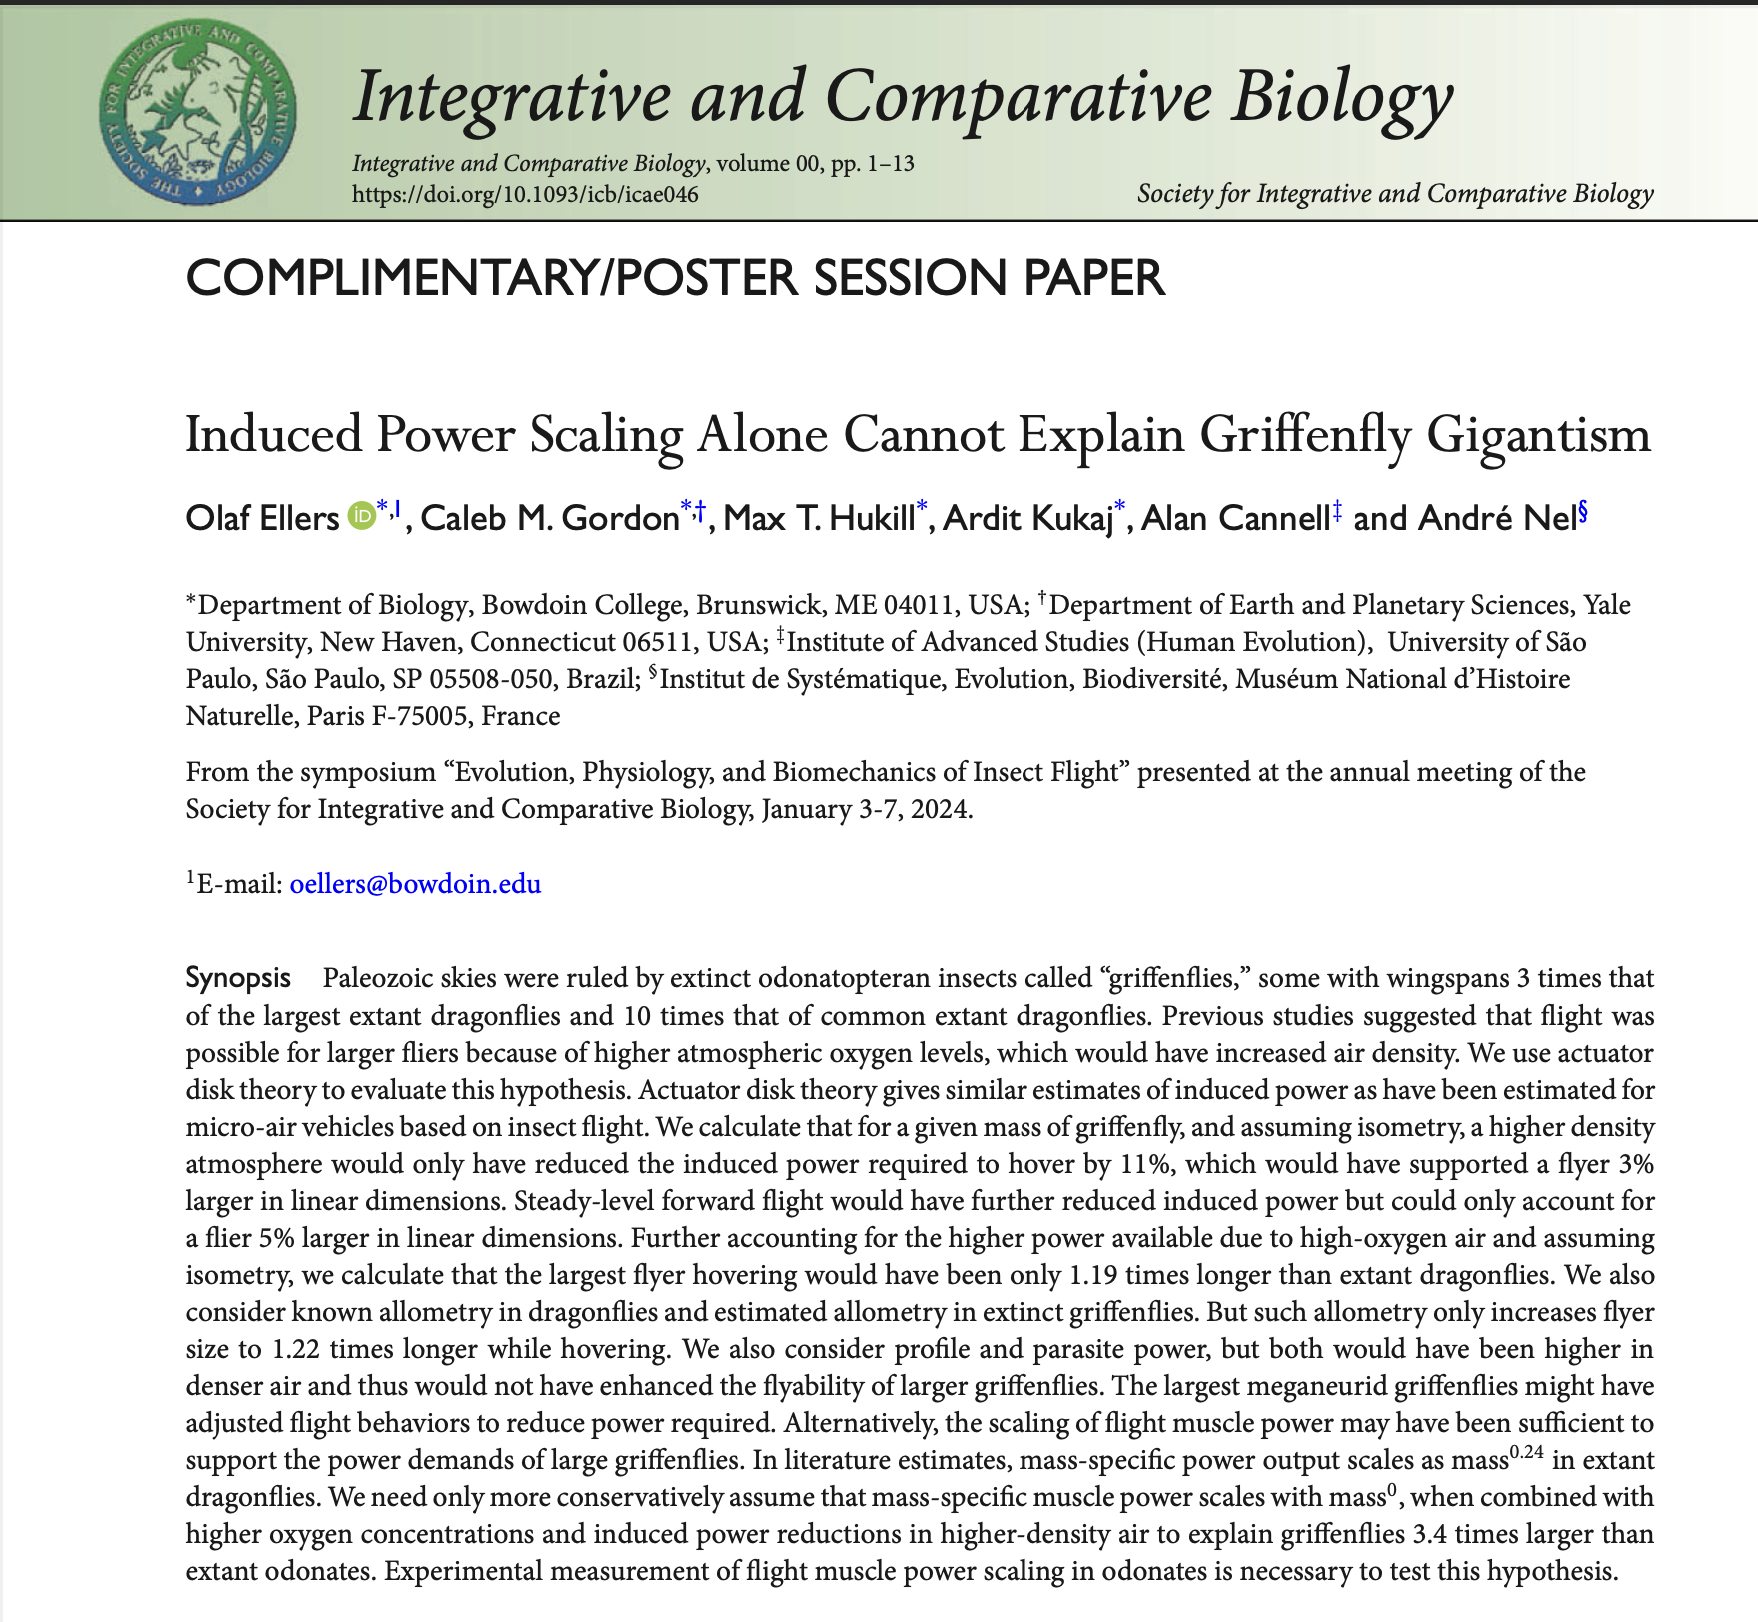 THE SOCIETY FOR INTEGRATIVE AND COMPARATIVE BIOLOGY
Integrative and Comparative Biology
Integrative and Comparative Biology, volume 00, pp. 1–13
https://doi.org/10.1093/icb/icae046
Society for Integrative and Comparative Biology
COMPLIMENTARY/POSTER SESSION PAPER
Induced Power Scaling Alone Cannot Explain Griffenfly Gigantism
Olaf Ellers iD*,1, Caleb M. Gordon*,†, Max T. Hukill*, Ardit Kukaj*, Alan Cannell‡ and André Nel§
*Department of Biology, Bowdoin College, Brunswick, ME 04011, USA; †Department of Earth and Planetary Sciences, Yale
University, New Haven, Connecticut 06511, USA; ‡Institute of Advanced Studies (Human Evolution), University of São
Paulo, São Paulo, SP 05508-050, Brazil; §Institut de Systématique, Evolution, Biodiversité, Muséum National d’Histoire
Naturelle, Paris F-75005, France
From the symposium “Evolution, Physiology, and Biomechanics of Insect Flight” presented at the annual meeting of the
Society for Integrative and Comparative Biology, January 3-7, 2024.
1E-mail: oellers@bowdoin.edu
Synopsis Paleozoic skies were ruled by extinct odonatopteran insects called “griffenflies,” some with wingspans 3 times that
of the largest extant dragonflies and 10 times that of common extant dragonflies. Previous studies suggested that flight was
possible for larger fliers because of higher atmospheric oxygen levels, which would have increased air density. We use actuator
disk theory to evaluate this hypothesis. Actuator disk theory gives similar estimates of induced power as have been estimated for
micro-air vehicles based on insect flight. We calculate that for a given mass of griffenfly, and assuming isometry, a higher density
atmosphere would only have reduced the induced power required to hover by 11%, which would have supported a flyer 3%
larger in linear dimensions. Steady-level forward flight would have further reduced induced power but could only account for
a flier 5% larger in linear dimensions. Further accounting for the higher power available due to high-oxygen air and assuming
isometry, we calculate that the largest flyer hovering would have been only 1.19 times longer than extant dragonflies. We also
consider known allometry in dragonflies and estimated allometry in extinct griffenflies. But such allometry only increases flyer
size to 1.22 times longer while hovering. We also consider profile and parasite power, but both would have been higher in
denser air and thus would not have enhanced the flyability of larger griffenflies. The largest meganeurid griffenflies might have
adjusted flight behaviors to reduce power required. Alternatively, the scaling of flight muscle power may have been sufficient to
support the power demands of large griffenflies. In literature estimates, mass-specific power output scales as mass0.24 in extant
dragonflies. We need only more conservatively assume that mass-specific muscle power scales with mass0, when combined with
higher oxygen concentrations and induced power reductions in higher-density air to explain griffenflies 3.4 times larger than
extant odonates. Experimental measurement of flight muscle power scaling in odonates is necessary to test this hypothesis.